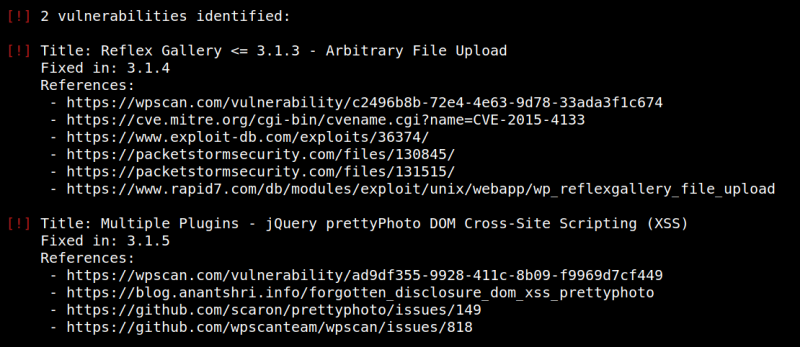 [!] 2 vulnerabilities identified:
[!] Title: Reflex Gallery <= 3.1.3 - Arbitrary File Upload
Fixed in: 3.1.4
References:
- https://wpscan.com/vulnerability/c2496b8b-72e4-4e63-9d78-33ada3f1c674
- https://cve.mitre.org/cgi-bin/cvename.cgi?name=CVE-2015-4133
- https://www.exploit-db.com/exploits/36374/
- https://packetstormsecurity.com/files/130845/
- https://packetstormsecurity.com/files/131515/
- https://www.rapid7.com/db/modules/exploit/unix/webapp/wp_reflexgallery_file_upload
[!] Title: Multiple Plugins - jQuery prettyPhoto DOM Cross-Site Scripting (XSS)
Fixed in: 3.1.5
References:
- https://wpscan.com/vulnerability/ad9df355-9928-411c-8b09-f9969d7cf449
- https://blog.anantshri.info/forgotten_disclosure_dom_xss_prettyphoto
- https://github.com/scaron/prettyphoto/issues/149
- https://github.com/wpscanteam/wpscan/issues/818